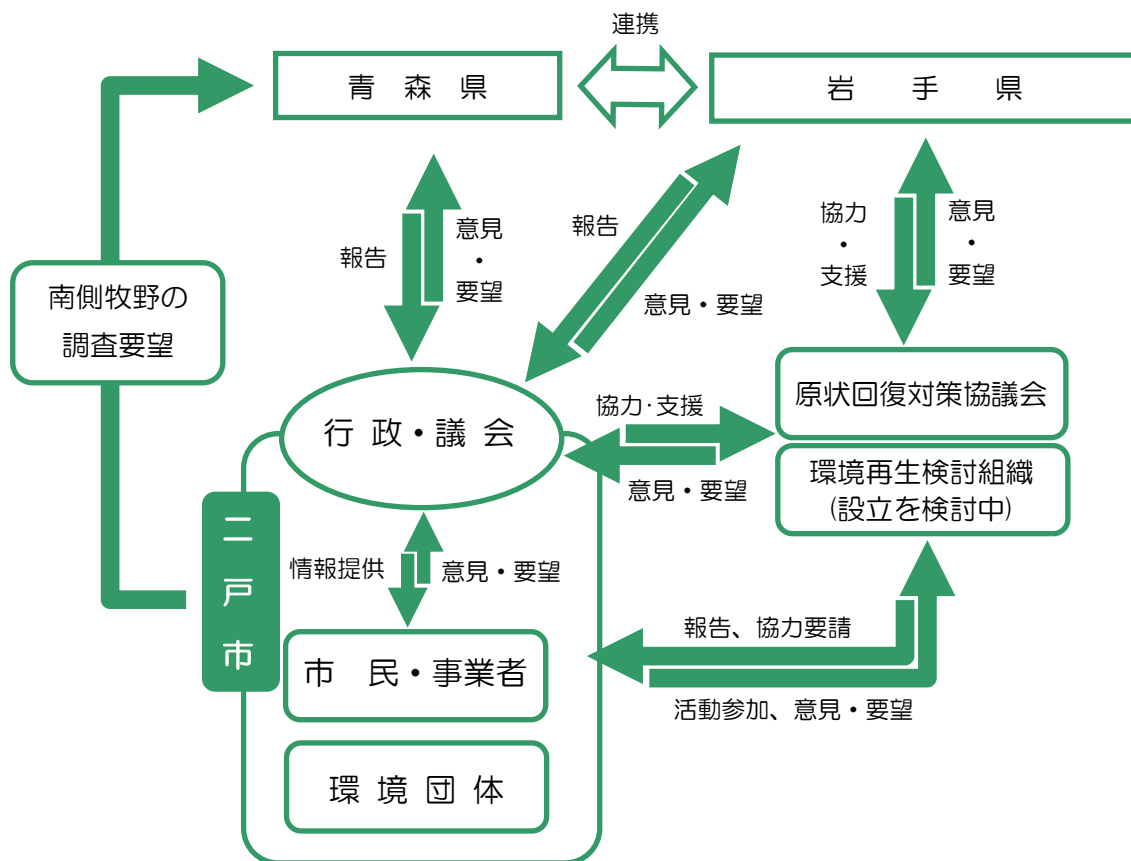 連携
青森県
岩手県
報告
意見・要望
報告
意見・要望
協力・支援
意見・要望
南側牧野の
調査要望
行政・議会
協力・支援
意見・要望
原状回復対策協議会
環境再生検討組織
(設立を検討中)
二戸市
情報提供
意見・要望
市　民・事業者
報告、協力要請
活動参加、意見・要望
環境団体